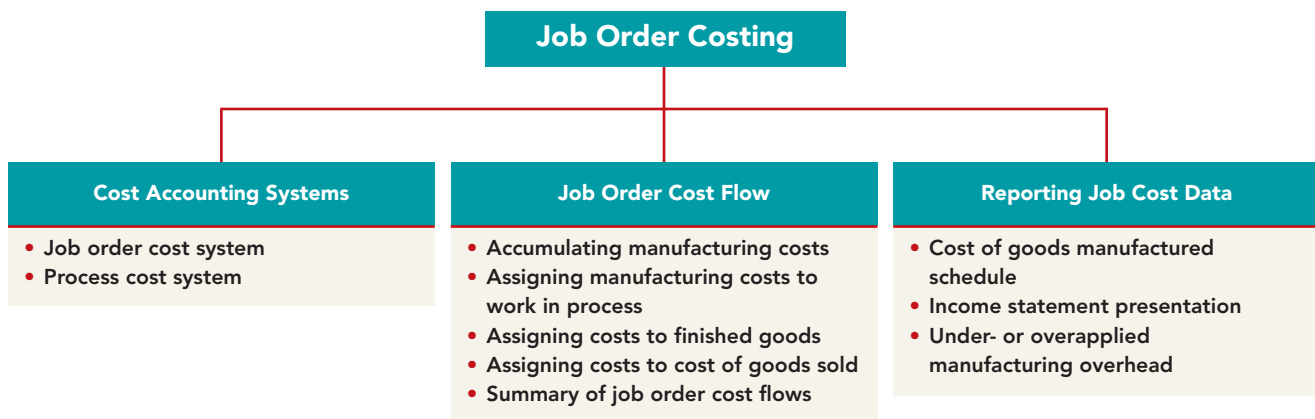 Job Order Costing
Cost Accounting Systems
• Job order cost system
• Process cost system
Job Order Cost Flow
• Accumulating manufacturing costs
• Assigning manufacturing costs to
work in process
• Assigning costs to finished goods
• Assigning costs to cost of goods sold
• Summary of job order cost flows
Reporting Job Cost Data
• Cost of goods manufactured
schedule
• Income statement presentation
• Under- or overapplied
manufacturing overhead